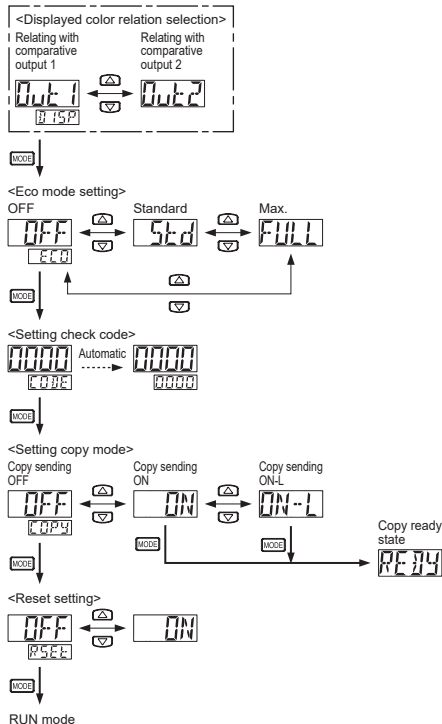 <Displayed color relation selection>
Relating with comparative output 1
Relating with comparative output 2
Out1
Out2
DISP
MODE
<Eco mode setting>
OFF
Standard
Max.
OFF
Std
FULL
ECO
MODE
<Setting check code>
0000
Automatic
0000
CODE
0000
MODE
<Setting copy mode>
Copy sending OFF
Copy sending ON
Copy sending ON-L
OFF
ON
ON-L
COPY
MODE
MODE
Copy ready state
REDY
MODE
<Reset setting>
OFF
ON
RSEt
MODE
RUN mode